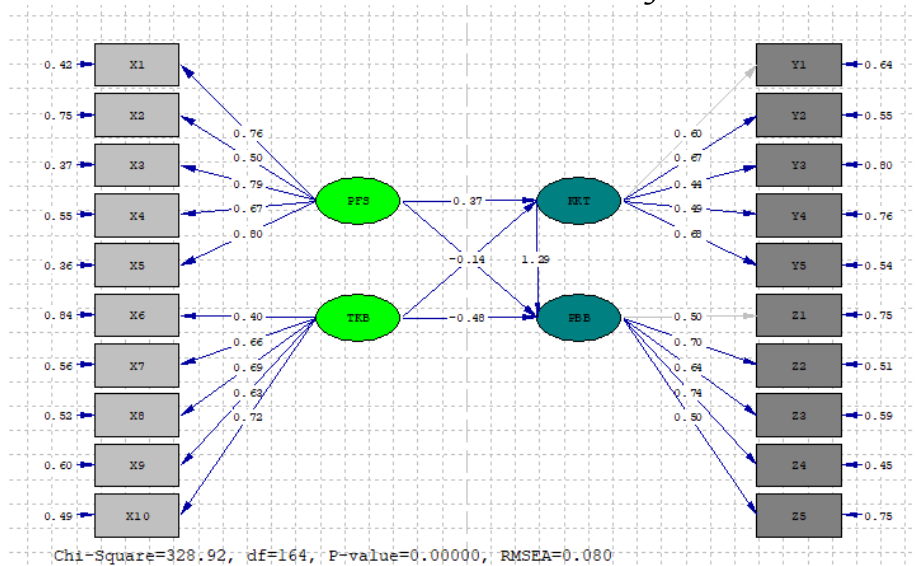 0.42 X1 Y1 0.64
0.76 0.60
0.75 X2 Y2 0.55
0.50 0.67
0.37 X3 Y3 0.80
0.79 0.44
0.55 X4 0.67 PFS 0.37 KKT 0.49 Y4 0.76
0.80 0.68
0.36 X5 -0.14 1.29 Y5 0.54
0.84 X6 0.40 TKB -0.48 PBB 0.50 Z1 0.75
0.66 0.70
0.56 X7 0.69 0.64 Z2 0.51
0.63 0.74
0.52 X8 0.72 0.50 Z3 0.59
0.60 X9 Z4 0.45
0.49 X10 Z5 0.75
Chi-Square=328.92, df=164, P-value=0.00000, RMSEA=0.080